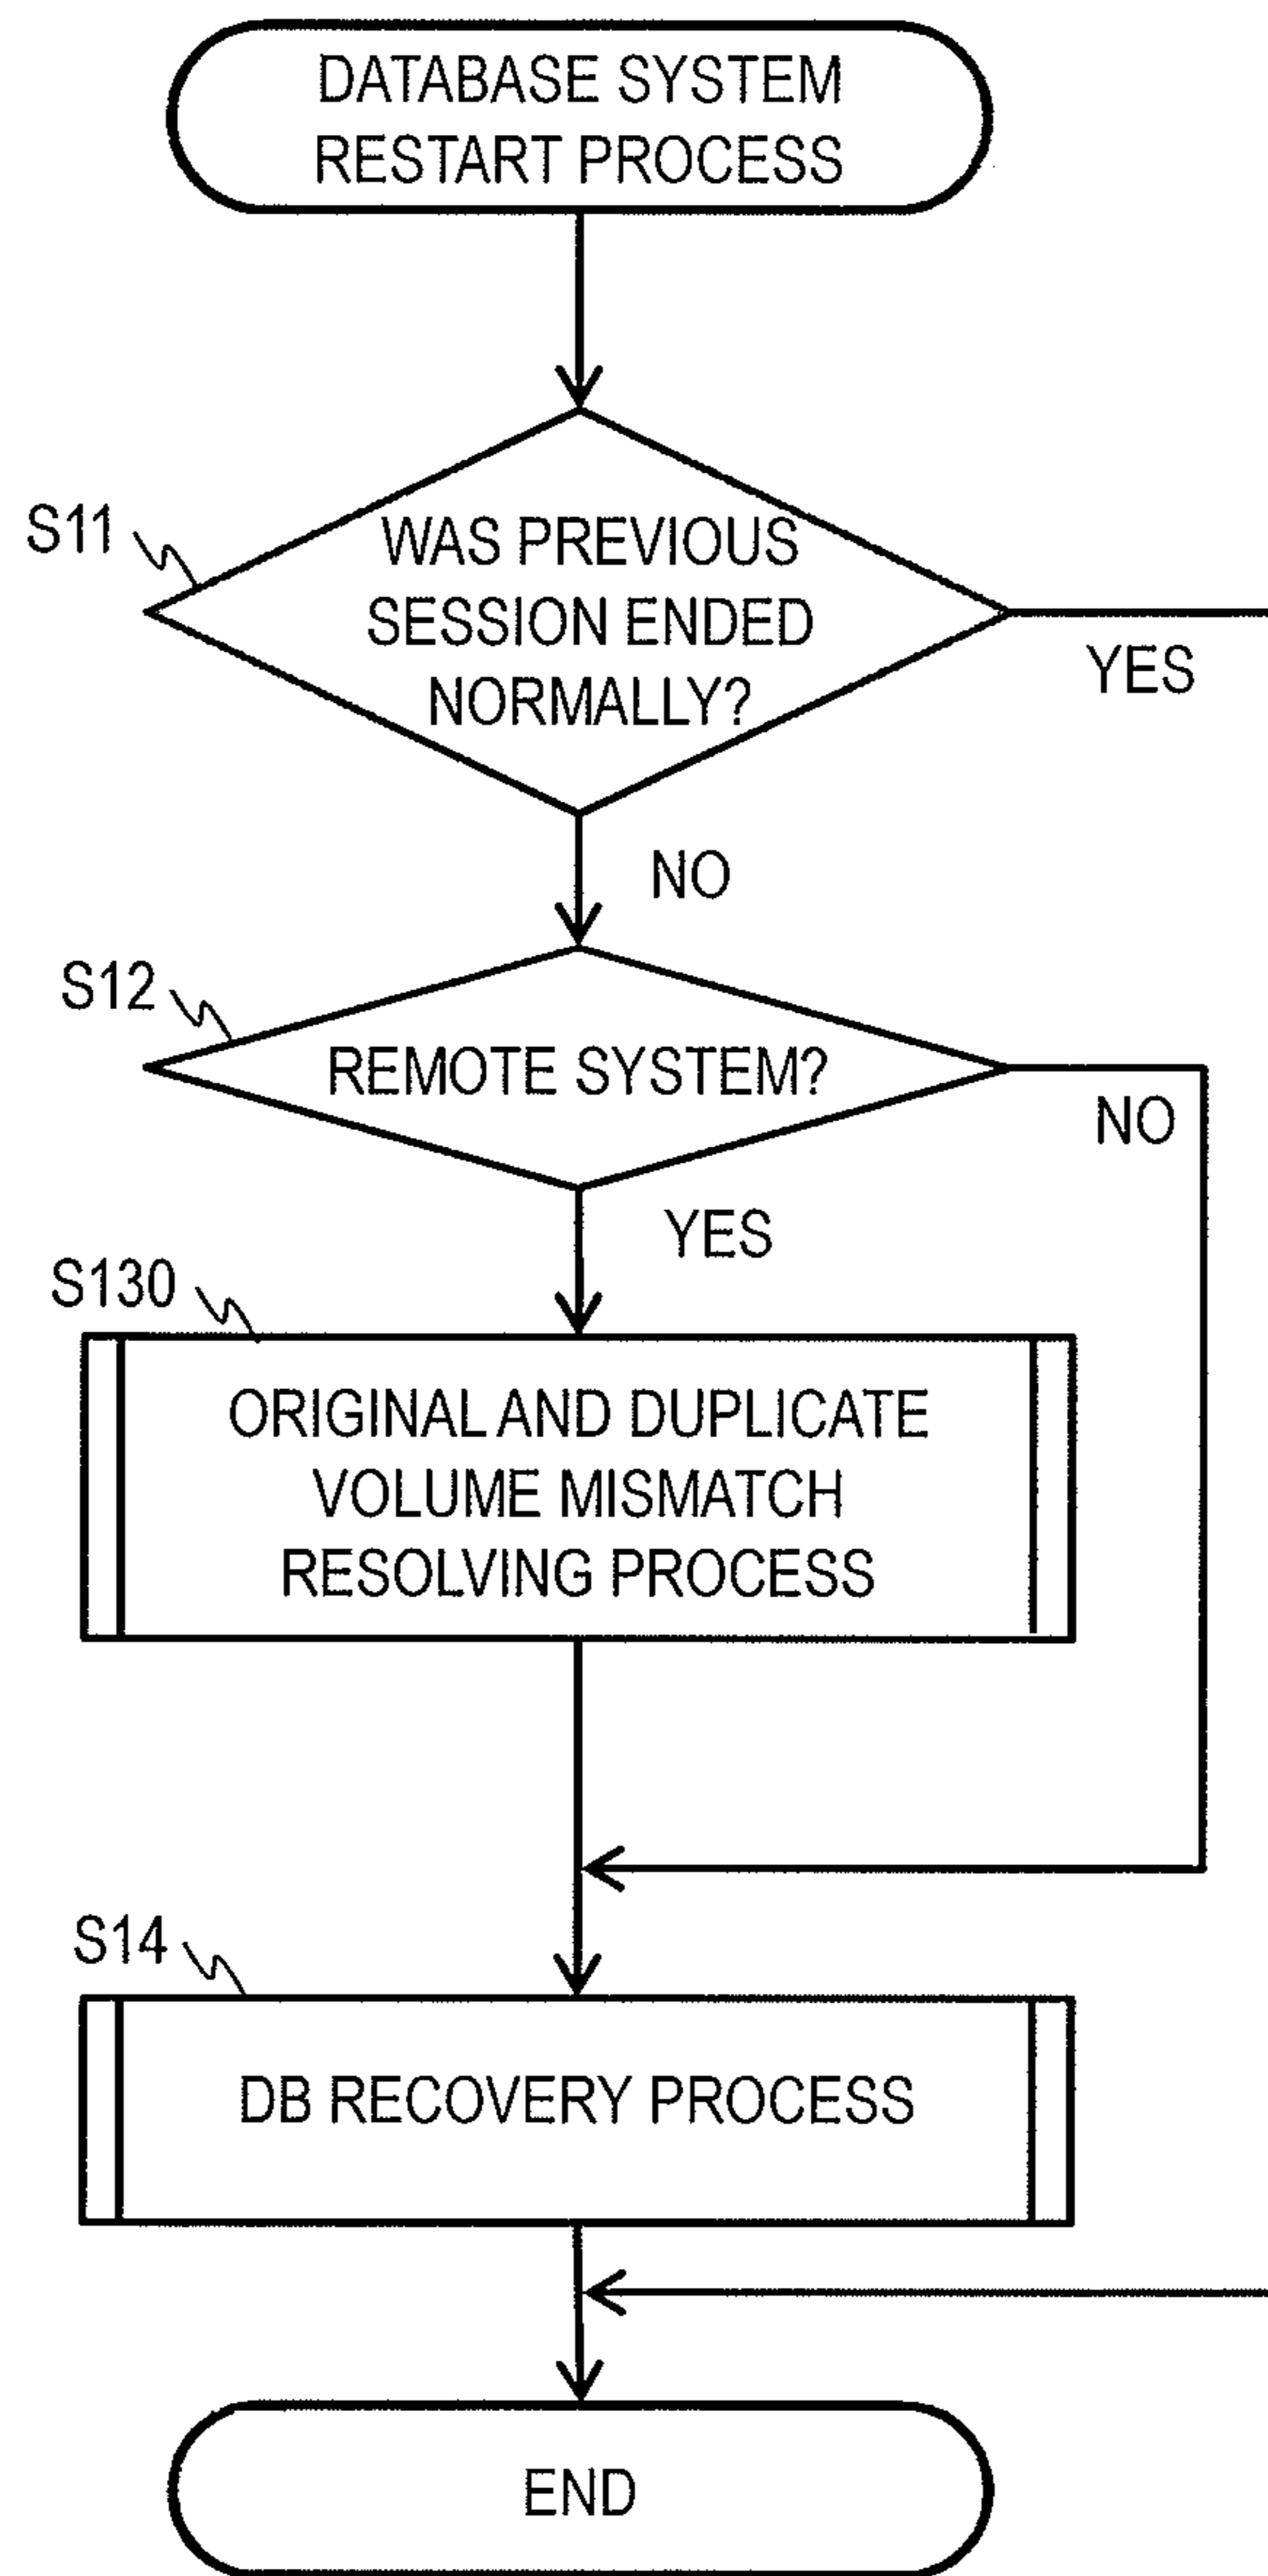 DATABASE SYSTEM
RESTART PROCESS
S11
WAS PREVIOUS
SESSION ENDED
NORMALLY?
YES
NO
S12
REMOTE SYSTEM?
NO
YES
S130
ORIGINAL AND DUPLICATE
VOLUME MISMATCH
RESOLVING PROCESS
S14
DB RECOVERY PROCESS
END